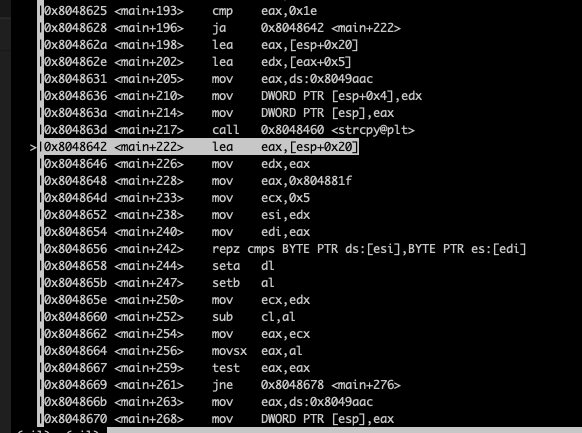 0x8048625 <main+193> cmp eax,0x1e
0x8048628 <main+196> ja 0x8048642 <main+222>
0x804862a <main+198> lea eax,[esp+0x20]
0x804862e <main+202> lea edx,[eax+0x5]
0x8048631 <main+205> mov eax,ds:0x8049aac
0x8048636 <main+210> mov DWORD PTR [esp+0x4],edx
0x804863a <main+214> mov DWORD PTR [esp],eax
0x804863d <main+217> call 0x8048460 <strcpy@plt>
>0x8048642 <main+222> lea eax,[esp+0x20]
0x8048646 <main+226> mov edx,eax
0x8048648 <main+228> mov eax,0x804881f
0x804864d <main+233> mov ecx,0x5
0x8048652 <main+238> mov esi,edx
0x8048654 <main+240> mov edi,eax
0x8048656 <main+242> repz cmps BYTE PTR ds:[esi],BYTE PTR es:[edi]
0x8048658 <main+244> seta dl
0x804865b <main+247> setb al
0x804865e <main+250> mov ecx,edx
0x8048660 <main+252> sub cl,al
0x8048662 <main+254> mov eax,ecx
0x8048664 <main+256> movsx eax,al
0x8048667 <main+259> test eax,eax
0x8048669 <main+261> jne 0x8048678 <main+276>
0x804866b <main+263> mov eax,ds:0x8049aac
0x8048670 <main+268> mov DWORD PTR [esp],eax